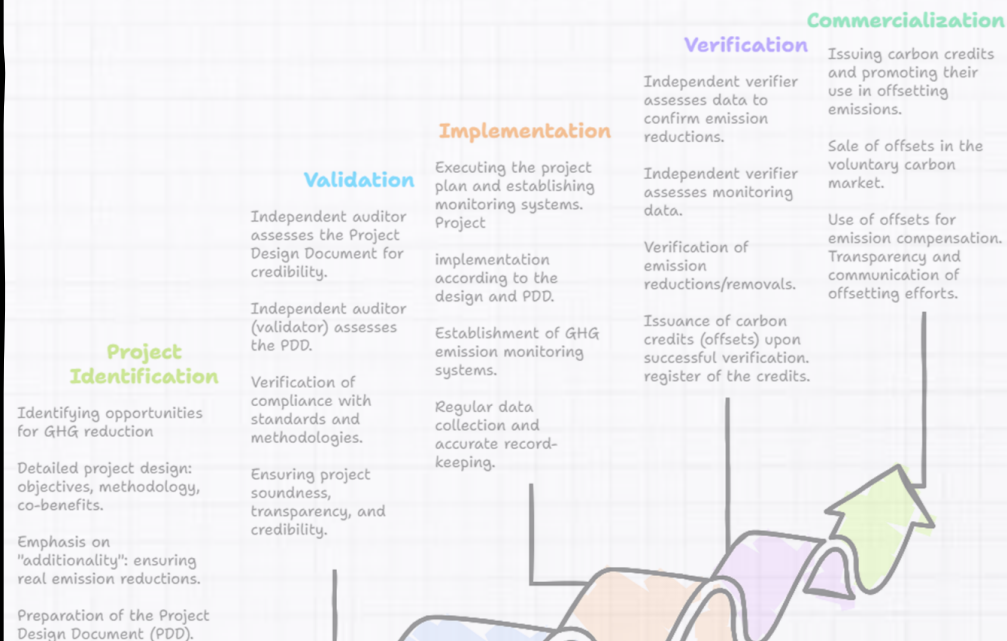 Project
Identification
Identifying opportunities
for GHG reduction
Detailed project design:
objectives, methodology,
co-benefits.
Emphasis on
"additionality": ensuring
real emission reductions.
Preparation of the Project
Design Document (PDD).
Validation
Independent auditor
assesses the Project
Design Document for
credibility.
Independent auditor
(validator) assesses
the PDD.
Verification of
compliance with
standards and
methodologies.
Ensuring project
soundness,
transparency, and
credibility.
Implementation
Executing the project
plan and establishing
monitoring systems.
Project
implementation
according to the
design and PDD.
Establishment of GHG
emission monitoring
systems.
Regular data
collection and
accurate record-
keeping.
Verification
Independent verifier
assesses data to
confirm emission
reductions.
Independent verifier
assesses monitoring
data.
Verification of
emission
reductions/removals.
Issuance of carbon
credits (offsets) upon
successful verification.
register of the credits.
Commercialization
Issuing carbon credits
and promoting their
use in offsetting
emissions.
Sale of offsets in the
voluntary carbon
market.
Use of offsets for
emission compensation.
Transparency and
communication of
offsetting efforts.